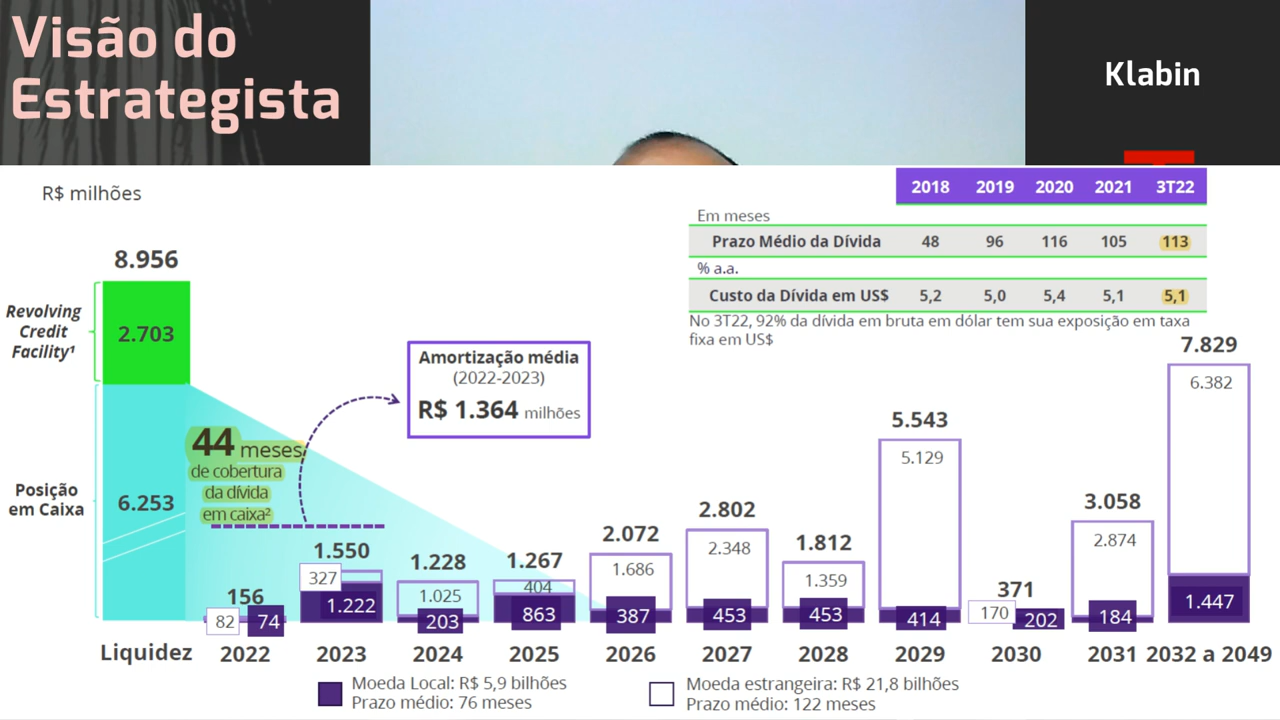 Visão do
Estrategista
Klabin
R$ milhões
2018 2019 2020 2021 3T22
Em meses
Prazo Médio da Dívida 48 96 116 105 113
% a.a.
Custo da Dívida em US$ 5,2 5,0 5,4 5,1 5,1
No 3T22, 92% da dívida em bruta em dólar tem sua exposição em taxa
fixa em US$
8.956
Revolving
Credit
Facility¹
2.703
Posição
em Caixa
6.253
44 meses
de cobertura
da dívida
em caixa²
Amortização média
(2022-2023)
R$ 1.364 milhões
156
82 74
1.550
327
1.222
1.228
1.025
203
1.267
404
863
2.072
1.686
387
2.802
2.348
453
1.812
1.359
453
5.543
5.129
414
371
170 202
3.058
2.874
184
7.829
6.382
1.447
Liquidez 2022 2023 2024 2025 2026 2027 2028 2029 2030 2031 2032 a 2049
Moeda Local: R$ 5,9 bilhões
Prazo médio: 76 meses
Moeda estrangeira: R$ 21,8 bilhões
Prazo médio: 122 meses